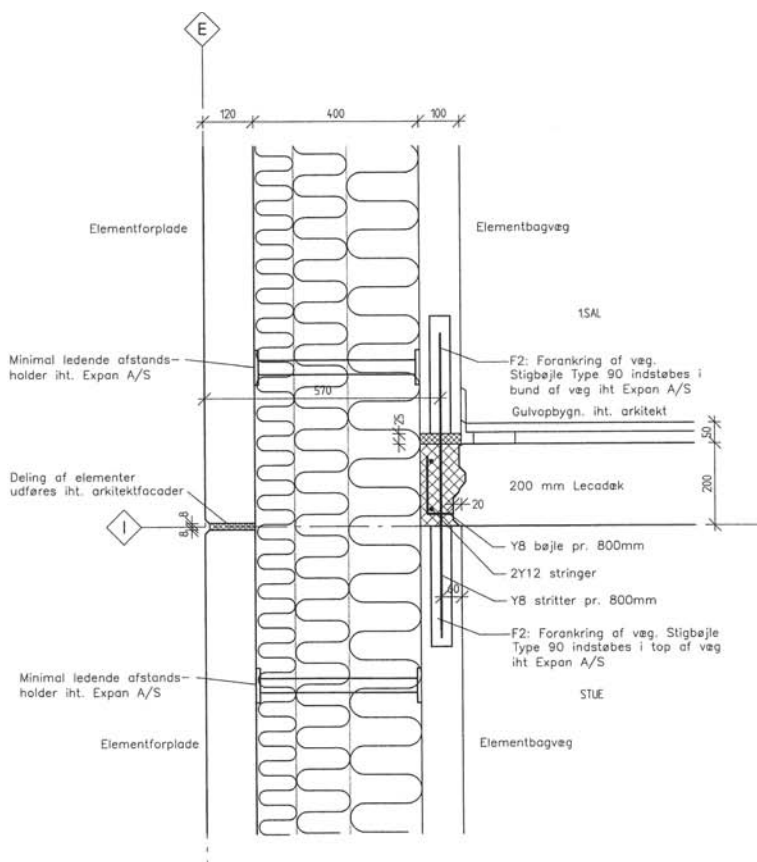 E
120
400
100
Elementforplade
Elementbagvæg
1.SAL
Minimal ledende afstands-
holder iht. Expan A/S
F2: Forankring af væg.
Stigbøjle Type 90 indstøbes i
bund af væg iht Expan A/S
570
Gulvopbygn. iht. arkitekt
25
50
Deling af elementer
udføres iht. arkitektfacader
200 mm Lecadæk
200
20
I
8
8
Y8 bøjle pr. 800mm
2Y12 stringer
60
Y8 stritter pr. 800mm
F2: Forankring af væg. Stigbøjle
Type 90 indstøbes i top af væg
iht Expan A/S
Minimal ledende afstands-
holder iht. Expan A/S
STUE
Elementforplade
Elementbagvæg